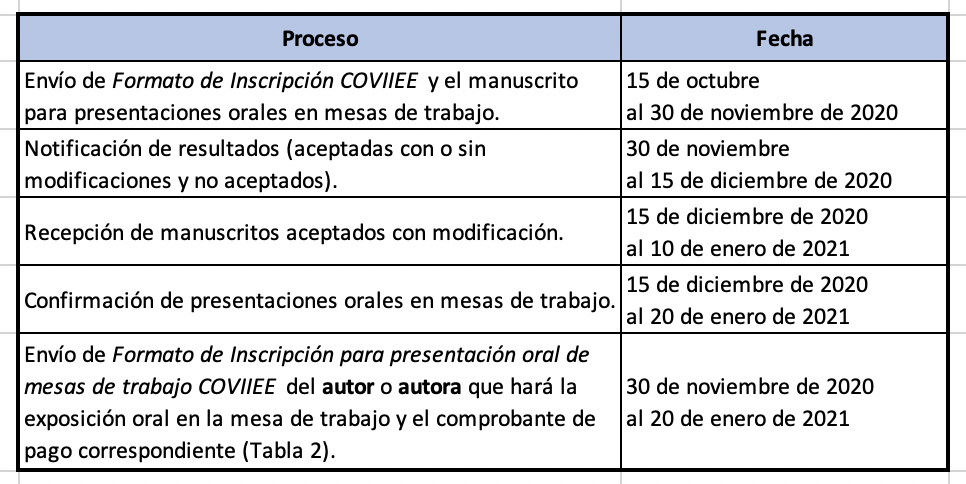 Proceso
Fecha
Envío de Formato de Inscripción COVIIEE y el manuscrito
para presentaciones orales en mesas de trabajo.
15 de octubre
al 30 de noviembre de 2020
Notificación de resultados (aceptadas con o sin
modificaciones y no aceptados).
30 de noviembre
al 15 de diciembre de 2020
Recepción de manuscritos aceptados con modificación.
15 de diciembre de 2020
al 10 de enero de 2021
Confirmación de presentaciones orales en mesas de trabajo.
15 de diciembre de 2020
al 20 de enero de 2021
Envío de Formato de Inscripción para presentación oral de
mesas de trabajo COVIIEE del autor o autora que hará la
exposición oral en la mesa de trabajo y el comprobante de
pago correspondiente (Tabla 2).
30 de noviembre de 2020
al 20 de enero de 2021